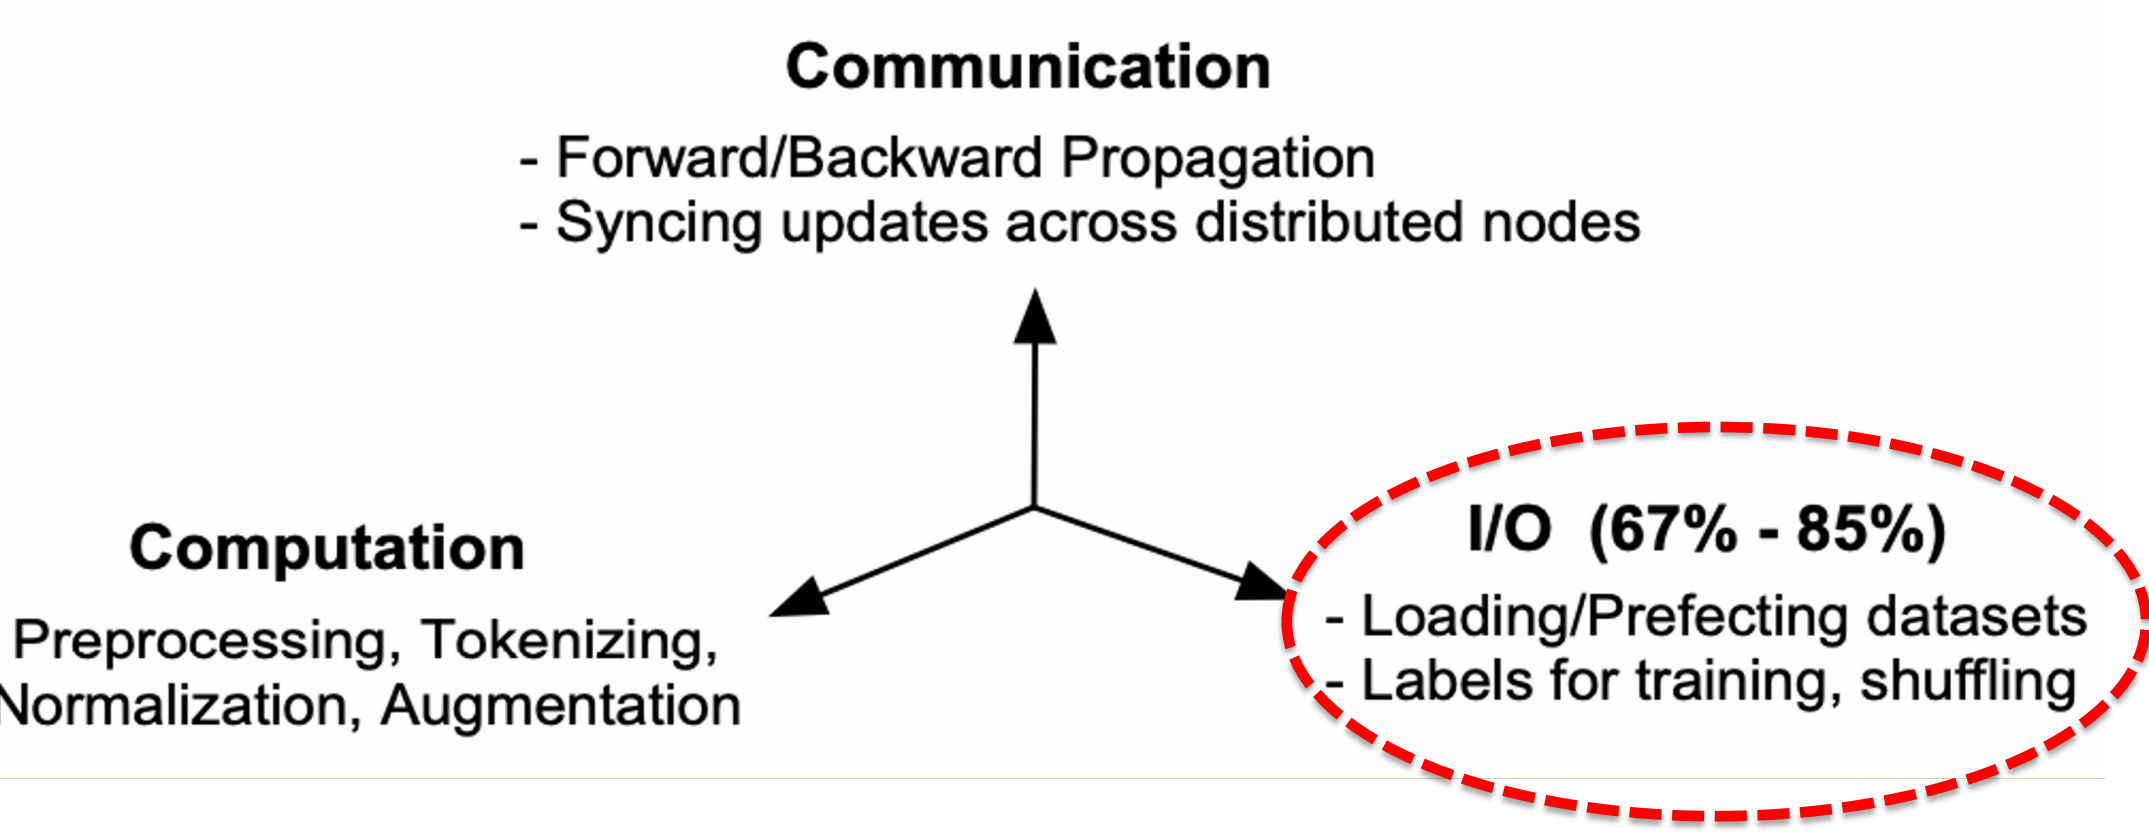 Communication
- Forward/Backward Propagation
- Syncing updates across distributed nodes
Computation
Preprocessing, Tokenizing,
Normalization, Augmentation
I/O (67% - 85%)
- Loading/Prefecting datasets
- Labels for training, shuffling